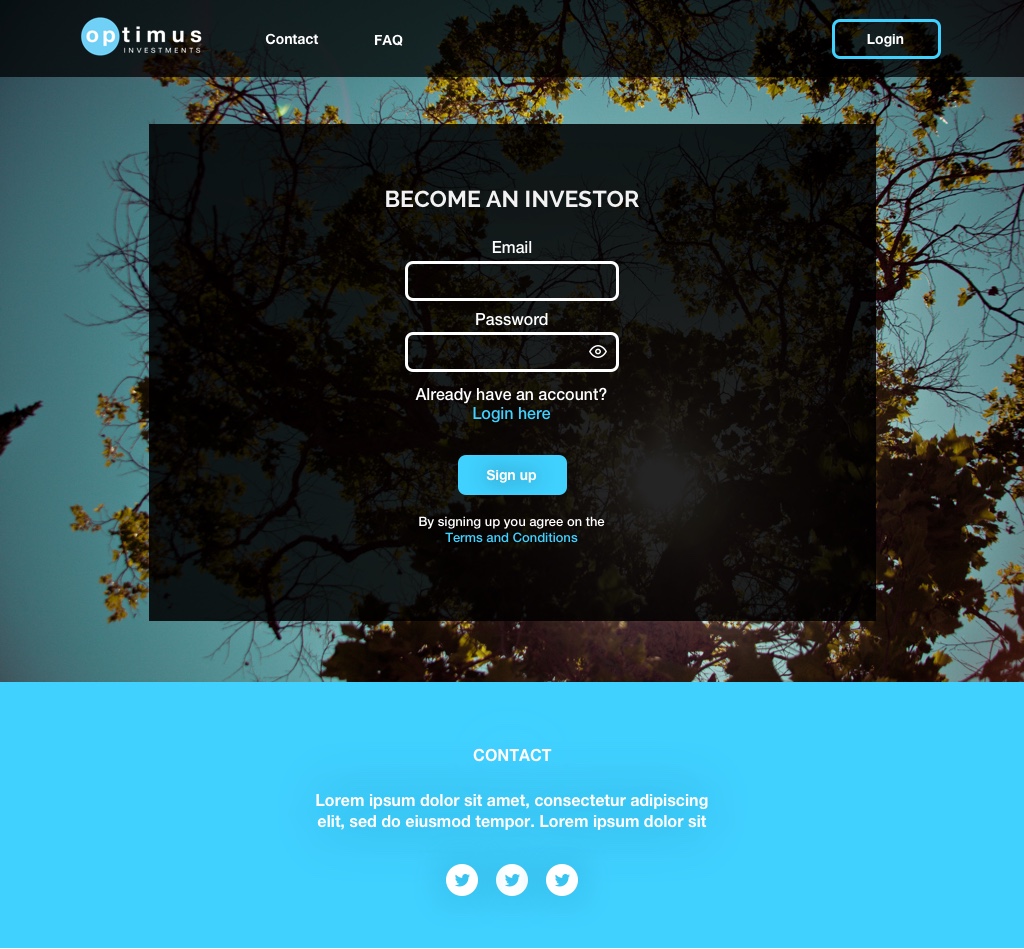 optimus
INVESTMENTS
Contact
FAQ
Login
BECOME AN INVESTOR
Email
Password
Already have an account?
Login here
Sign up
By signing up you agree on the
Terms and Conditions
CONTACT
Lorem ipsum dolor sit amet, consectetur adipiscing
elit, sed do eiusmod tempor. Lorem ipsum dolor sit